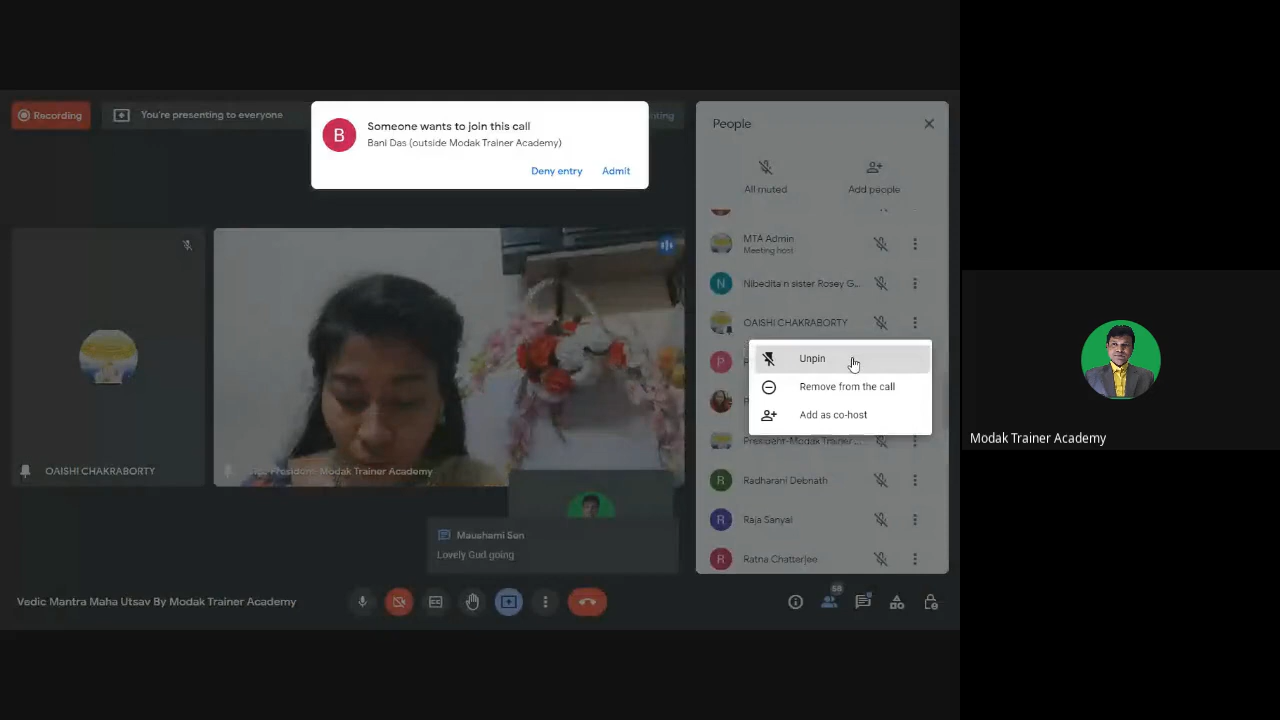 Recording
You're presenting to everyone
Someone wants to join this call
Bani Das (outside Modak Trainer Academy)
Deny entry
Admit
People
All muted
Add people
MTA Admin
Meeting host
Nibedita n sister Rosey G...
OAISHI CHAKRABORTY
Unpin
Remove from the call
Add as co-host
President-Modak Trainer ...
Radharani Debnath
Raja Sanyal
Ratna Chatterjee
OAISHI CHAKRABORTY
President- Modak Trainer Academy
Maushami Sen
Lovely Gud going
Vedic Mantra Maha Utsav By Modak Trainer Academy
58
Modak Trainer Academy